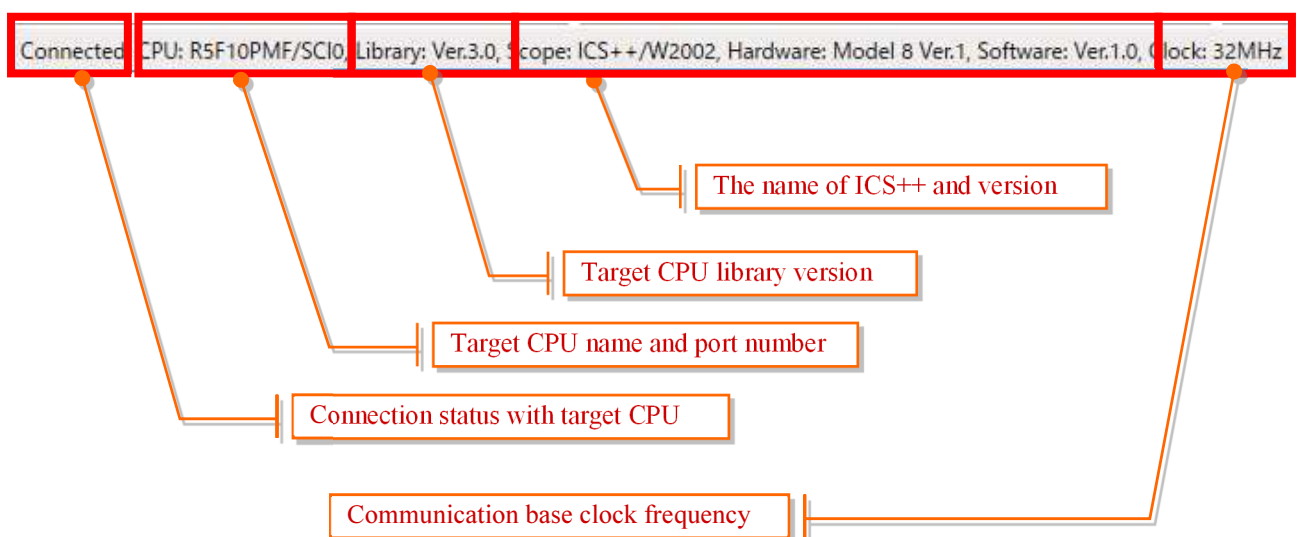 Connected, CPU: R5F10PMF/SCI0, Library: Ver.3.0, Scope: ICS++/W2002, Hardware: Model 8 Ver.1, Software: Ver.1.0, Clock: 32MHz
The name of ICS++ and version
Target CPU library version
Target CPU name and port number
Connection status with target CPU
Communication base clock frequency